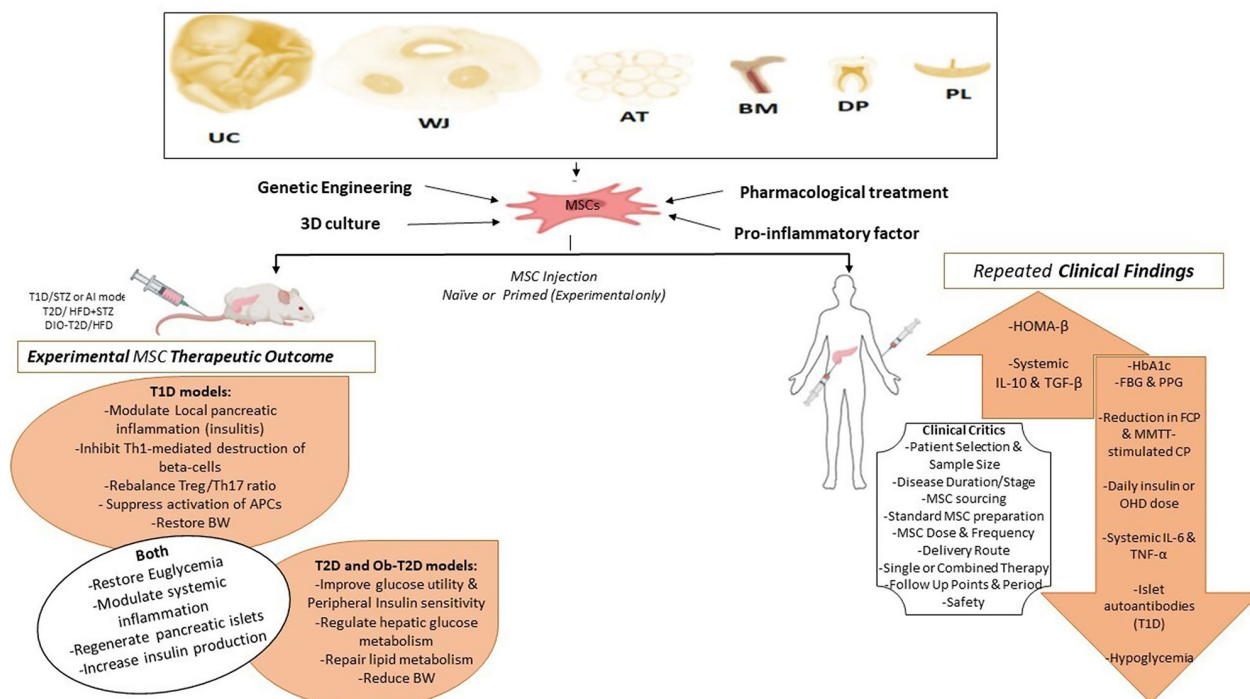 UC
WJ
AT
BM
DP
PL
Genetic Engineering
3D culture
MSCs
Pharmacological treatment
Pro-inflammatory factor
MSC Injection
Naïve or Primed (Experimental only)
T1D/STZ or AI mode
T2D/ HFD+STZ
DIO-T2D/HFD
Experimental MSC Therapeutic Outcome
T1D models:
-Modulate Local pancreatic
inflammation (insulitis)
-Inhibit Th1-mediated destruction of
beta-cells
-Rebalance Treg/Th17 ratio
-Suppress activation of APCs
-Restore BW
Both
-Restore Euglycemia
-Modulate systemic
inflammation
-Regenerate pancreatic islets
-Increase insulin production
T2D and Ob-T2D models:
-Improve glucose utility &
Peripheral Insulin sensitivity
-Regulate hepatic glucose
metabolism
-Repair lipid metabolism
-Reduce BW
Clinical Critics
-Patient Selection &
Sample Size
-Disease Duration/Stage
-MSC sourcing
-Standard MSC preparation
-MSC Dose & Frequency
-Delivery Route
-Single or Combined Therapy
-Follow Up Points & Period
-Safety
Repeated Clinical Findings
-HOMA-β
-Systemic
IL-10 & TGF-β
-HbA1c
-FBG & PPG
-Reduction in FCP
& MMTT-
stimulated CP
-Daily insulin or
OHD dose
-Systemic IL-6 &
TNF-α
-Islet
autoantibodies
(T1D)
-Hypoglycemia